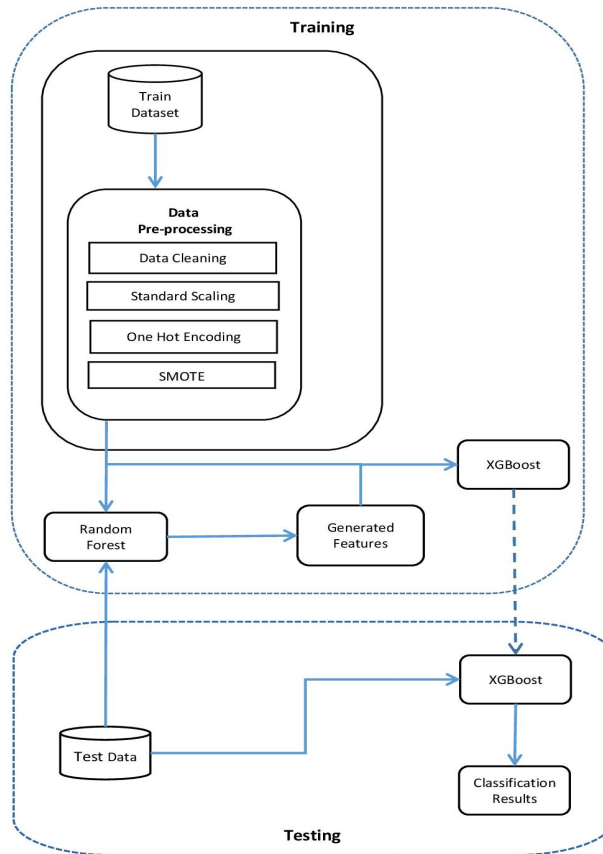 Training
Train
Dataset
Data
Pre-processing
Data Cleaning
Standard Scaling
One Hot Encoding
SMOTE
XGBoost
Random
Forest
Generated
Features
XGBoost
Test Data
Classification
Results
Testing